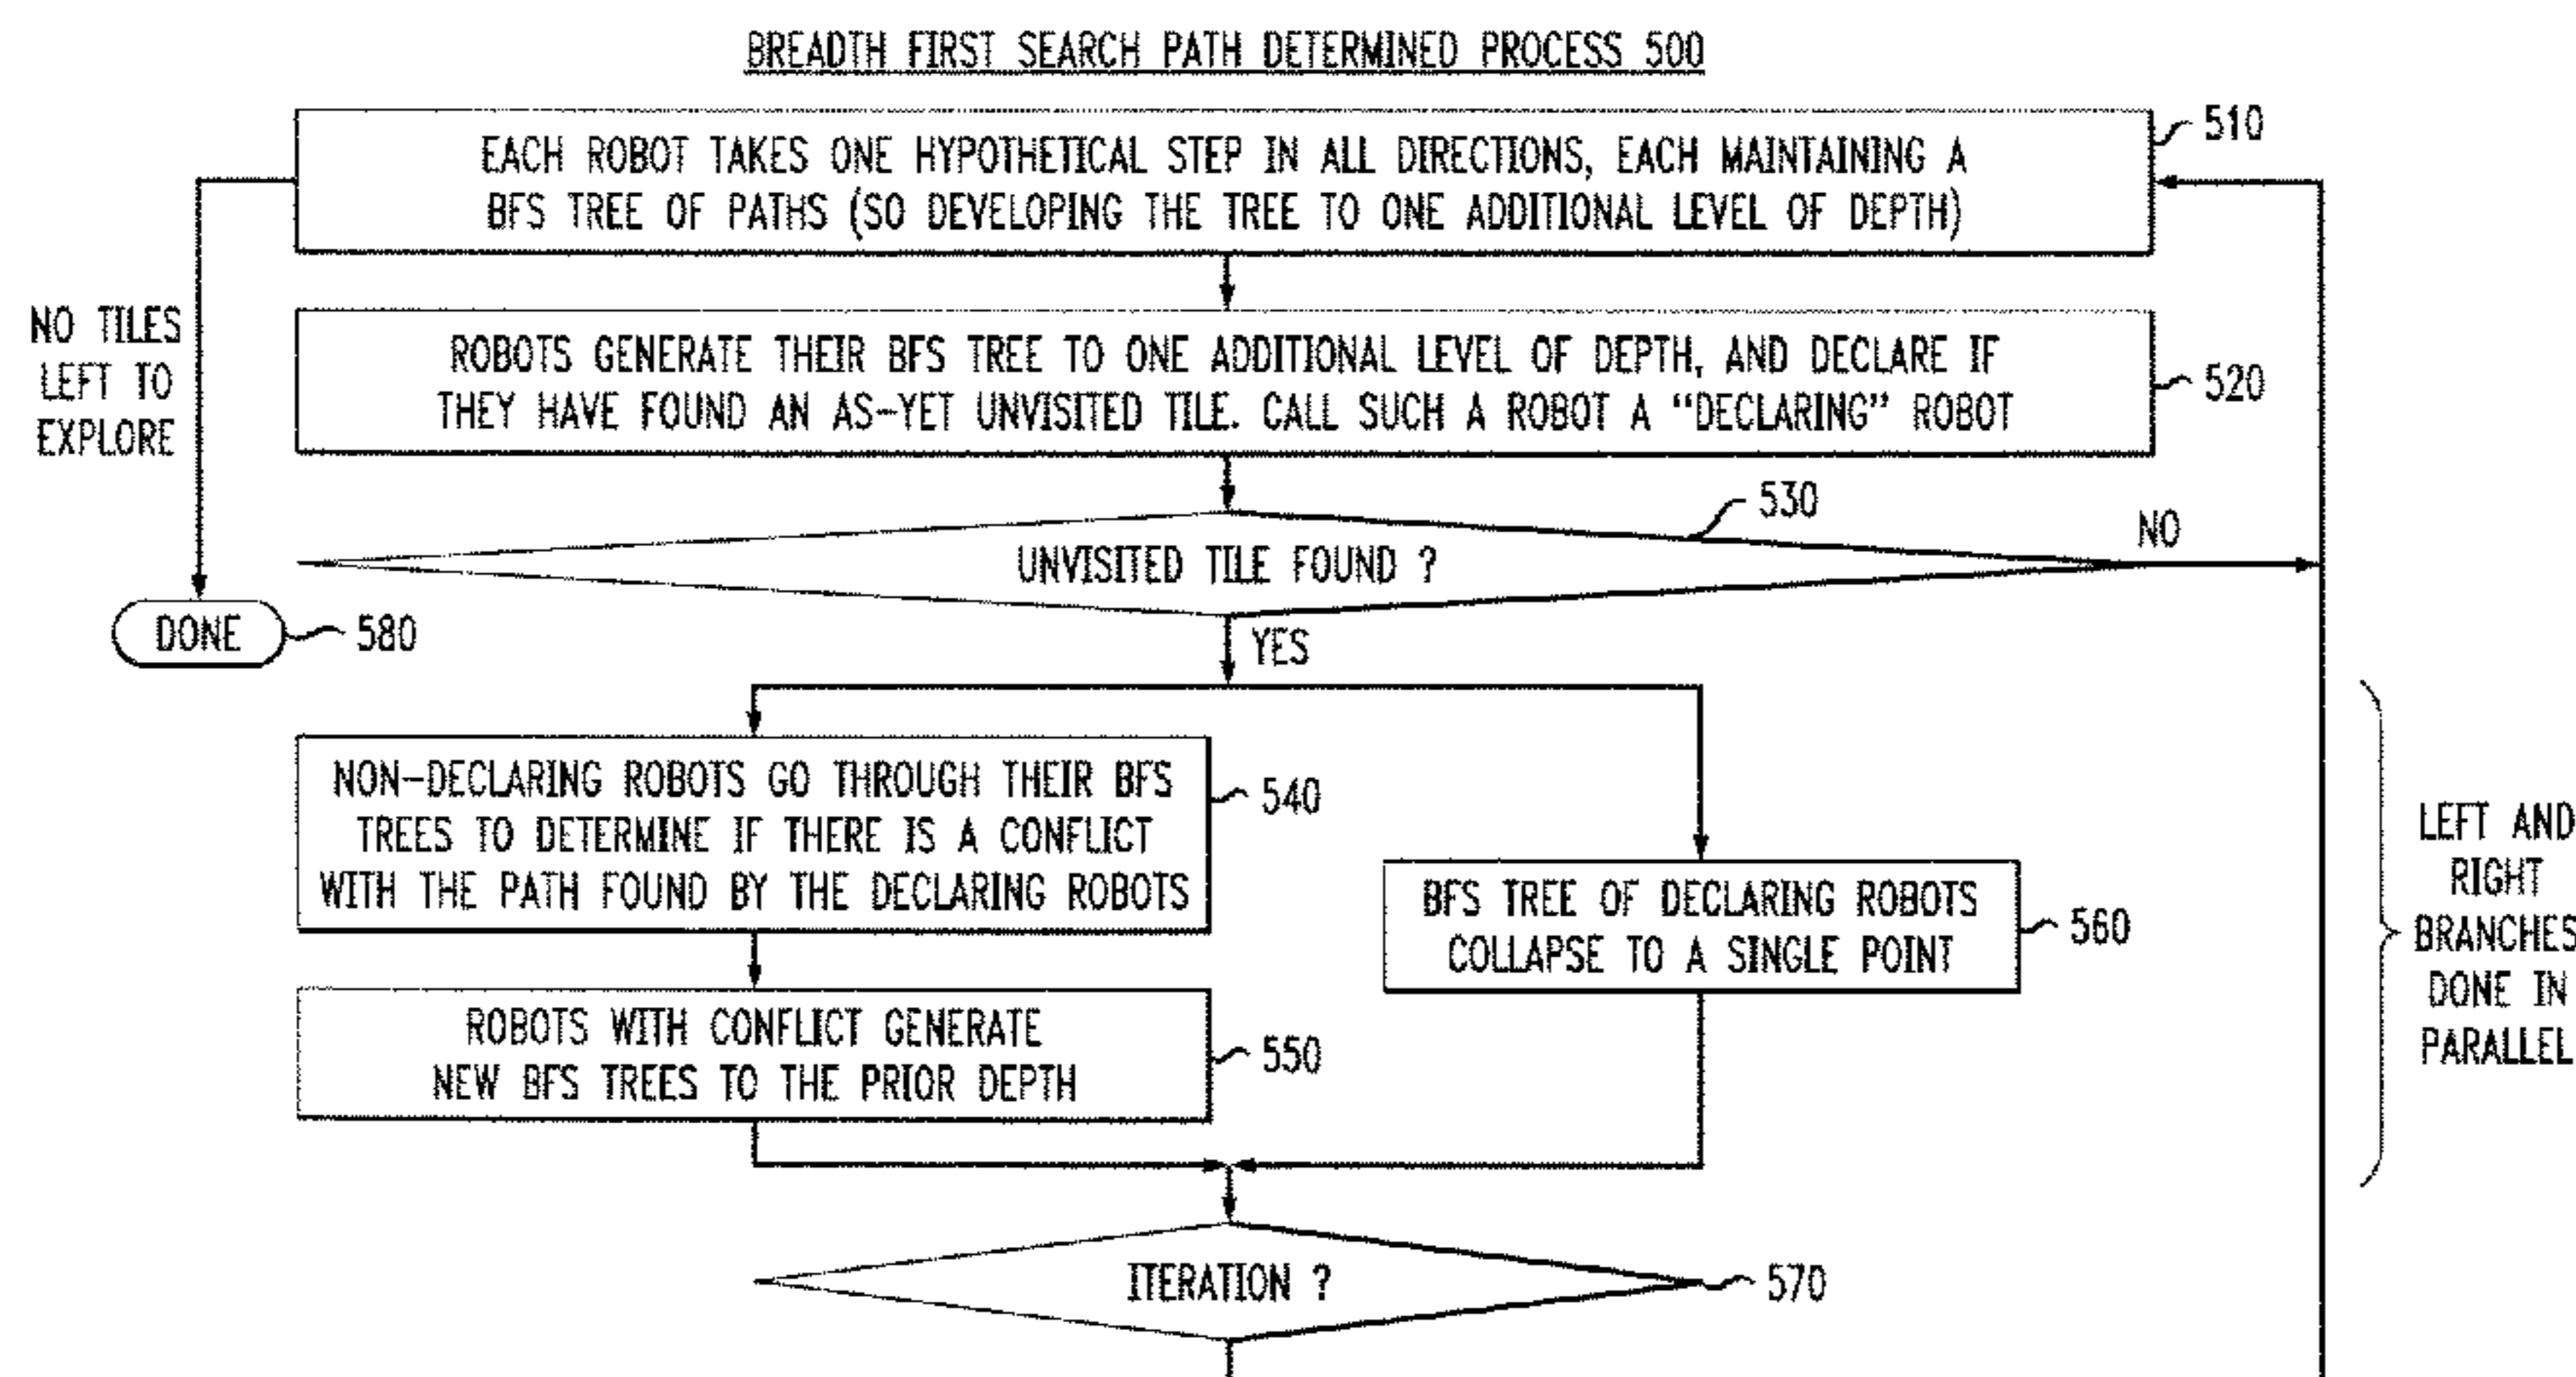 BREADTH FIRST SEARCH PATH DETERMINED PROCESS 500
EACH ROBOT TAKES ONE HYPOTHETICAL STEP IN ALL DIRECTIONS, EACH MAINTAINING A
BFS TREE OF PATHS (SO DEVELOPING THE TREE TO ONE ADDITIONAL LEVEL OF DEPTH)
510
NO TILES
LEFT TO
EXPLORE
ROBOTS GENERATE THEIR BFS TREE TO ONE ADDITIONAL LEVEL OF DEPTH, AND DECLARE IF
THEY HAVE FOUND AN AS-YET UNVISITED TILE. CALL SUCH A ROBOT A “DECLARING” ROBOT
520
530
UNVISITED TILE FOUND ?
NO
DONE
580
YES
NON-DECLARING ROBOTS GO THROUGH THEIR BFS
TREES TO DETERMINE IF THERE IS A CONFLICT
WITH THE PATH FOUND BY THE DECLARING ROBOTS
540
BFS TREE OF DECLARING ROBOTS
COLLAPSE TO A SINGLE POINT
560
LEFT AND
RIGHT
BRANCHES
DONE IN
PARALLEL
ROBOTS WITH CONFLICT GENERATE
NEW BFS TREES TO THE PRIOR DEPTH
550
ITERATION ?
570